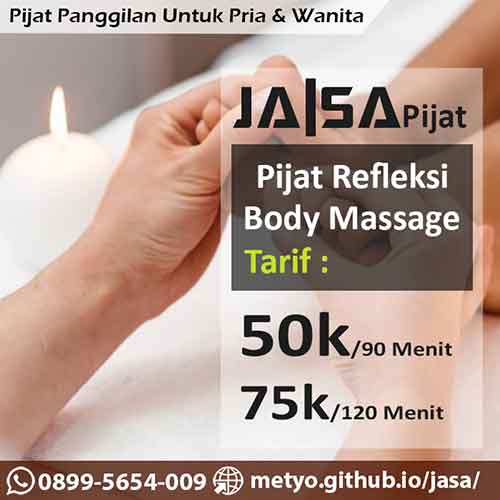 Pijat Panggilan Untuk Pria & Wanita
JA|SA Pijat
Pijat Refleksi
Body Massage
Tarif :
50k/90 Menit
75k/120 Menit
0899-5654-009 metyo.github.io/jasa/